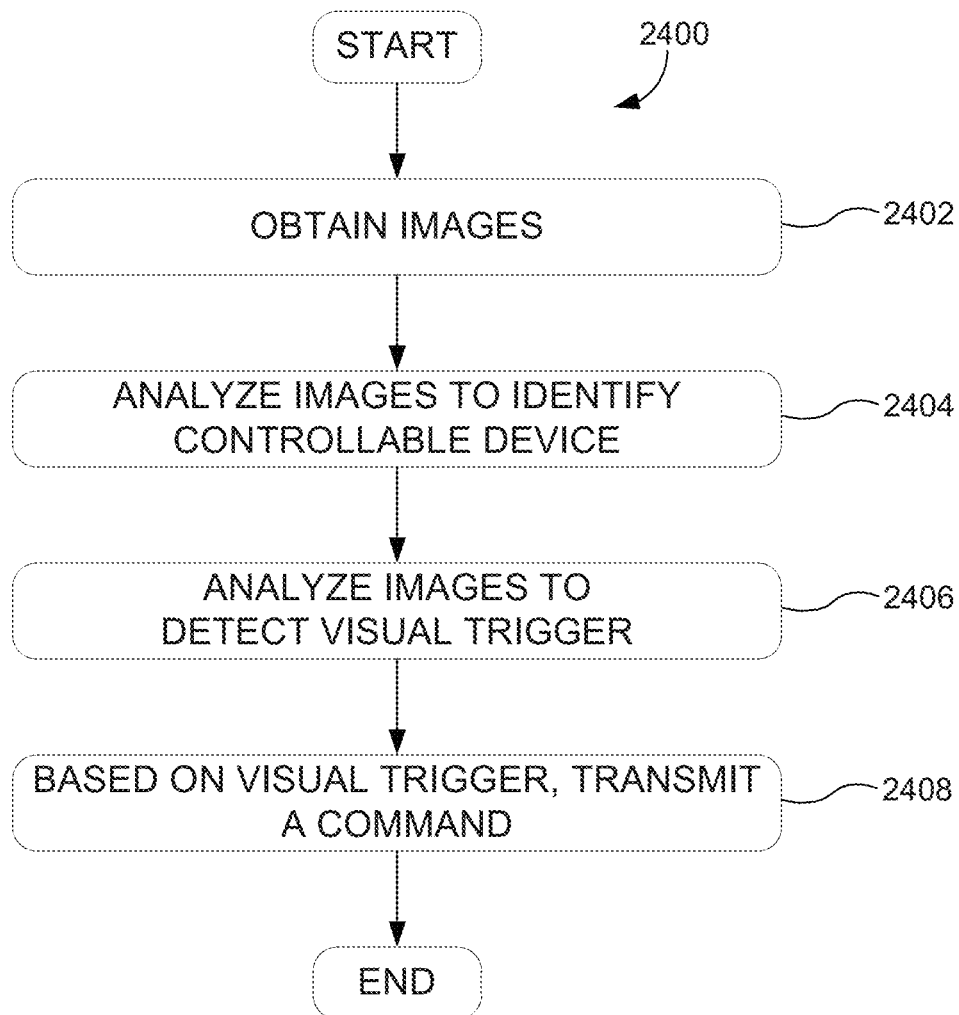 START
2400
OBTAIN IMAGES
2402
ANALYZE IMAGES TO IDENTIFY
CONTROLLABLE DEVICE
2404
ANALYZE IMAGES TO
DETECT VISUAL TRIGGER
2406
BASED ON VISUAL TRIGGER, TRANSMIT
A COMMAND
2408
END